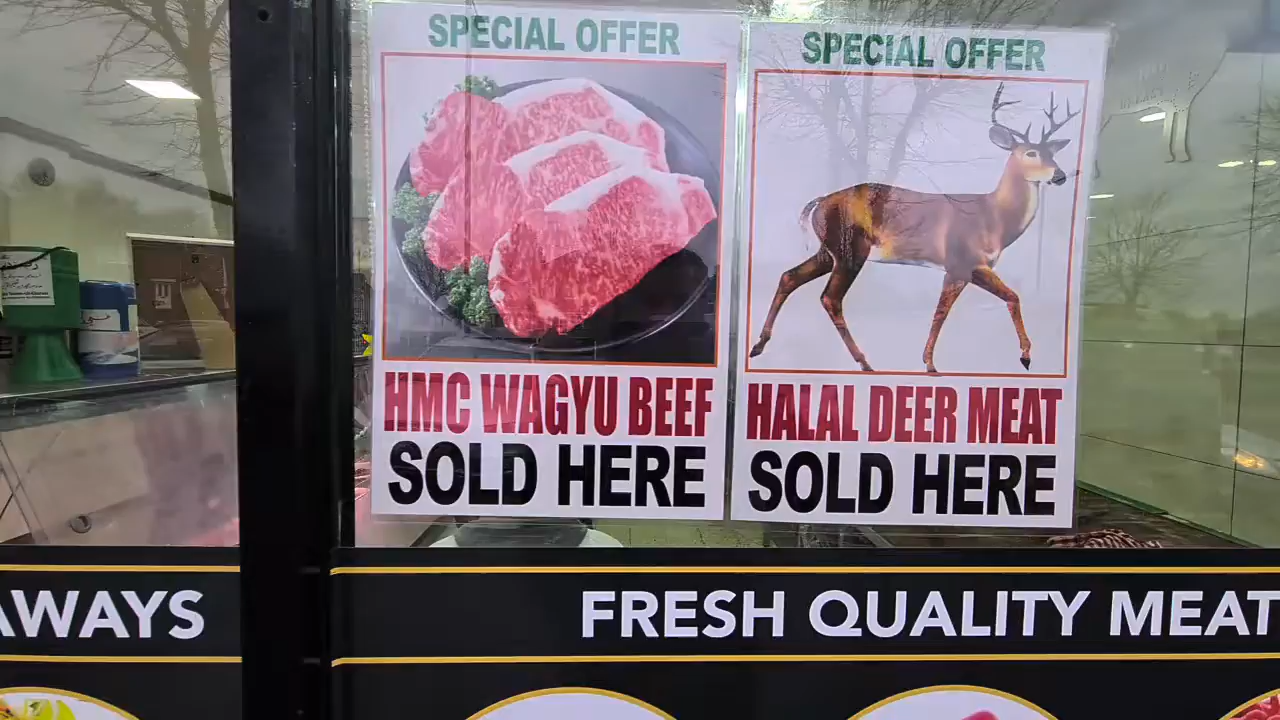 SPECIAL OFFER
HMC WAGYU BEEF
SOLD HERE
SPECIAL OFFER
HALAL DEER MEAT
SOLD HERE
AWAYS
FRESH QUALITY MEAT